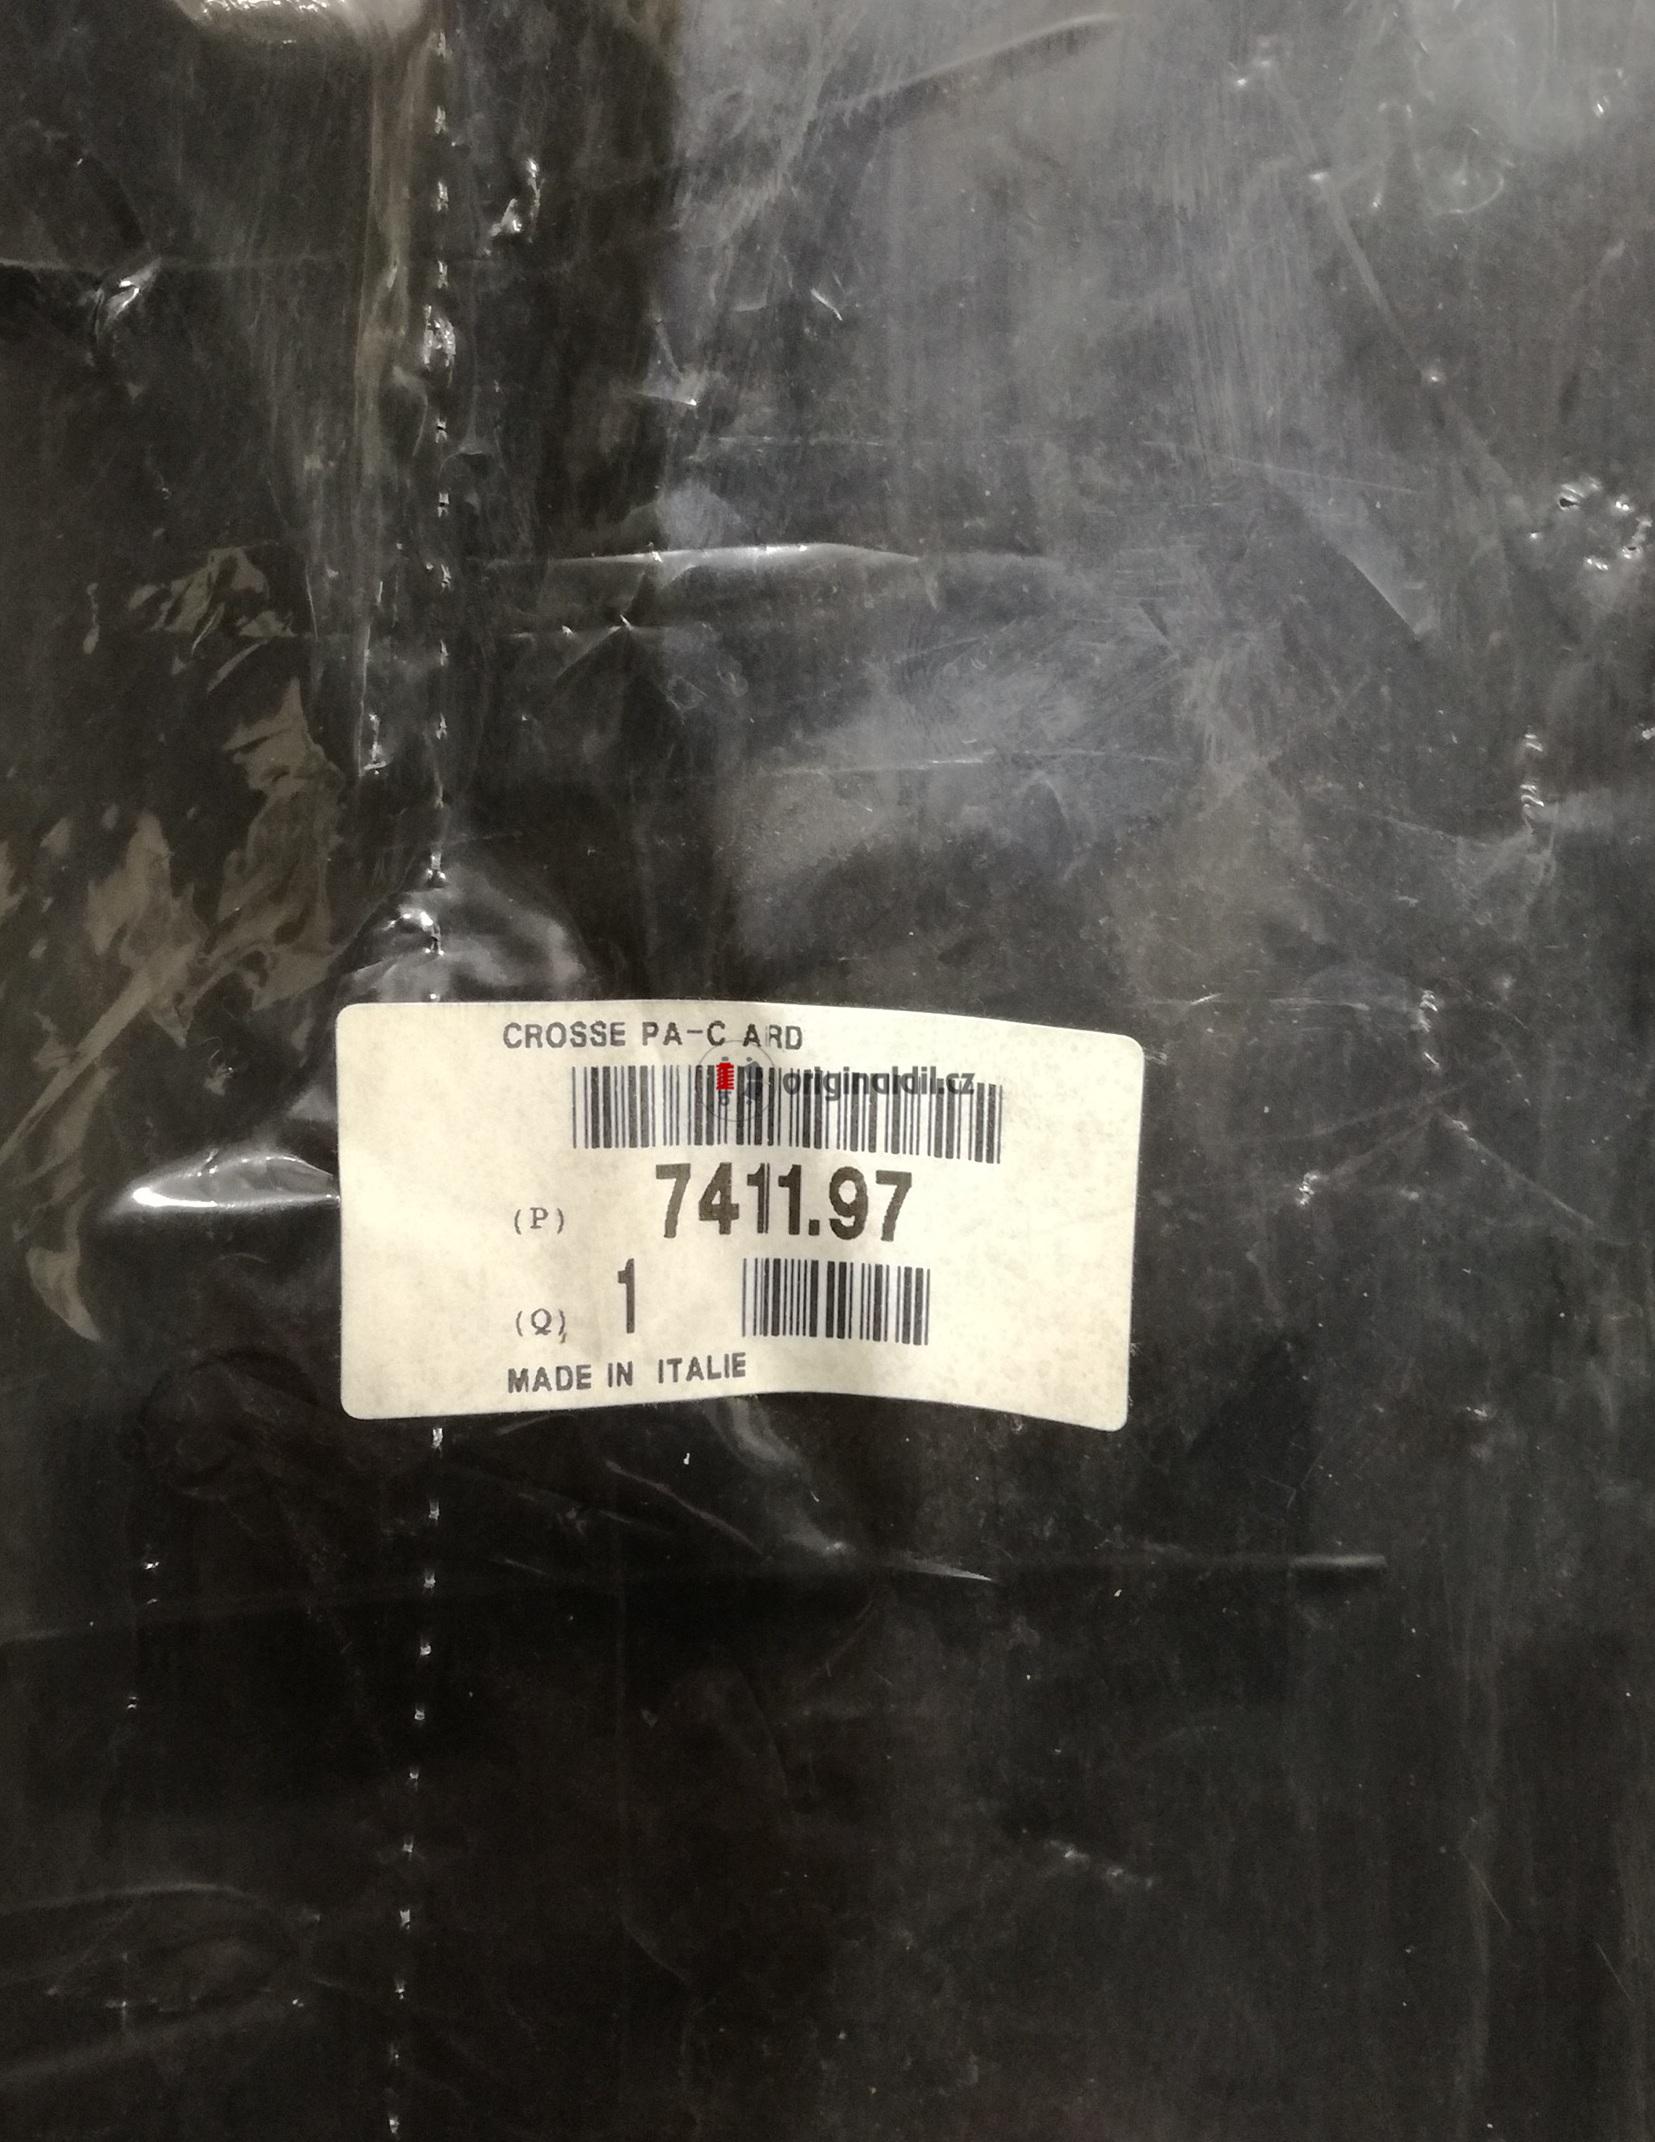 CROSSE PA-C ARD
originaldil.cz
(P) 7411.97
(Q) 1
MADE IN ITALIE